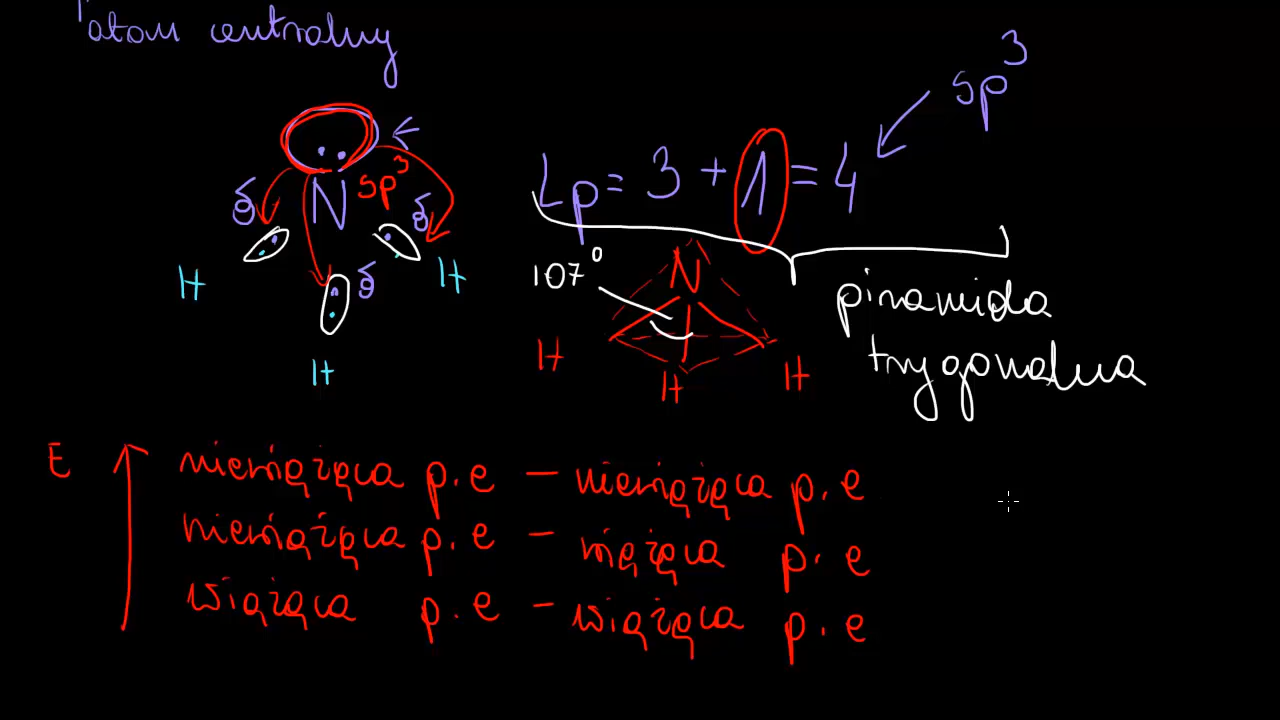 atom centralny
sp³
N sp³
δ
δ
δ
H
H
H
Lp = 3 + 1 = 4
107°
N
H
H
H
piramida
trygonalna
E
niewiążąca p.e – niewiążąca p.e
niewiążąca p.e – wiążąca p.e
wiążąca p.e – wiążąca p.e